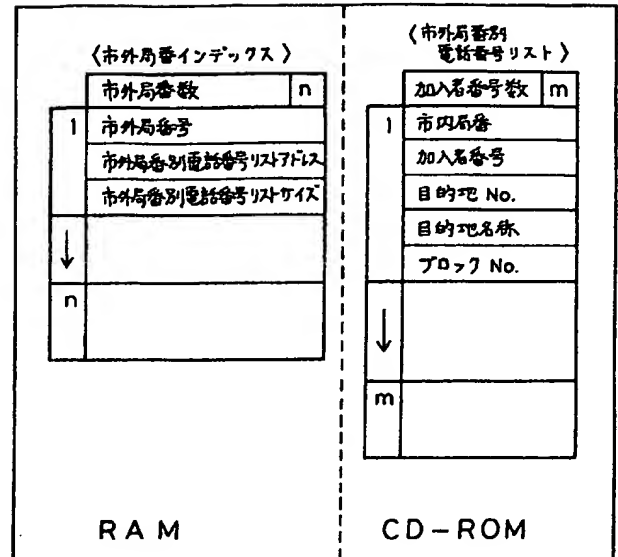 〈市外局番インデックス〉
市外局番数 n
1 市外局番号
市外局番別電話番号リストアドレス
市外局番別電話番号リストサイズ
↓
n
RAM
〈市外局番別
電話番号リスト〉
加入者番号数 m
1 市内局番
加入者番号
目的地 No.
目的地名称
ブロック No.
↓
m
CD-ROM